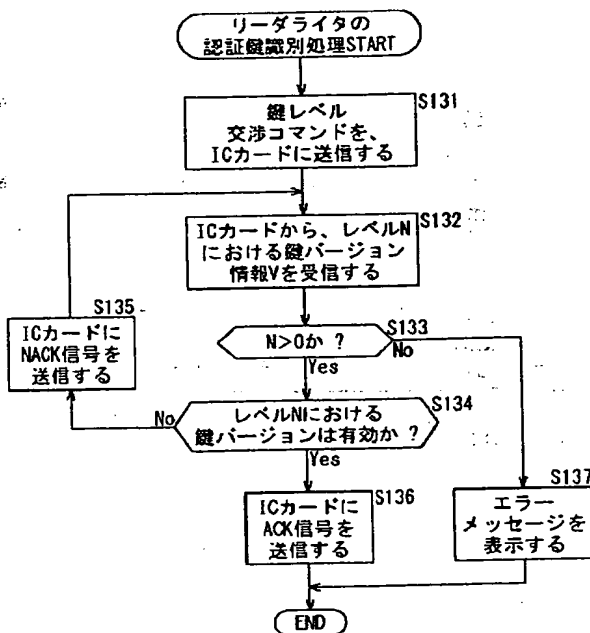 リーダライタの
認証鍵識別処理START
S131
鍵レベル
交渉コマンドを、
ICカードに送信する
S132
ICカードから、レベルN
における鍵バージョン
情報Vを受信する
S135
ICカードに
NACK信号を
送信する
S133
N>0か ?
No
Yes
S134
レベルNにおける
鍵バージョンは有効か ?
No
Yes
S136
ICカードに
ACK信号を
送信する
S137
エラー
メッセージを
表示する
END